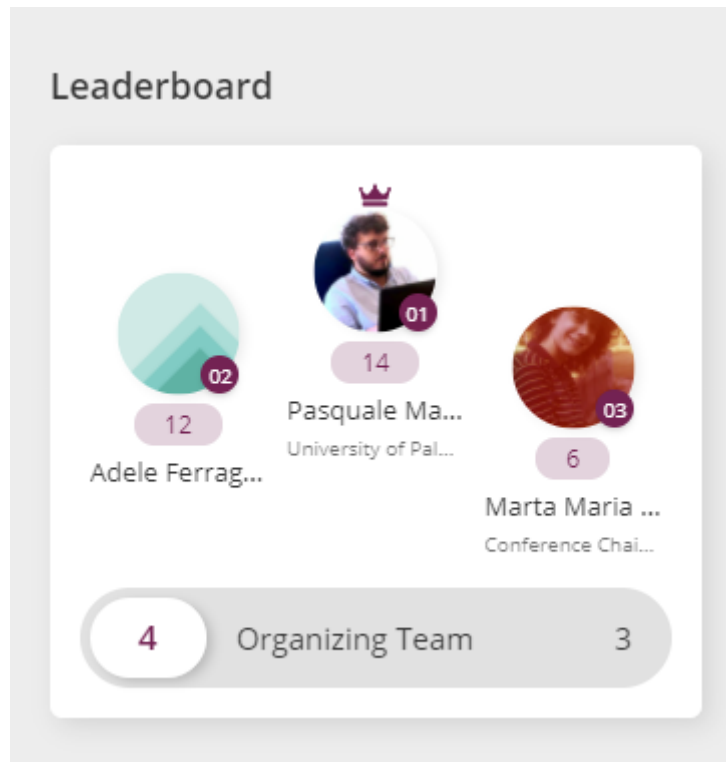 Leaderboard
01
14
Pasquale Ma...
University of Pal...
02
12
Adele Ferrag...
03
6
Marta Maria ...
Conference Chai...
4 Organizing Team 3